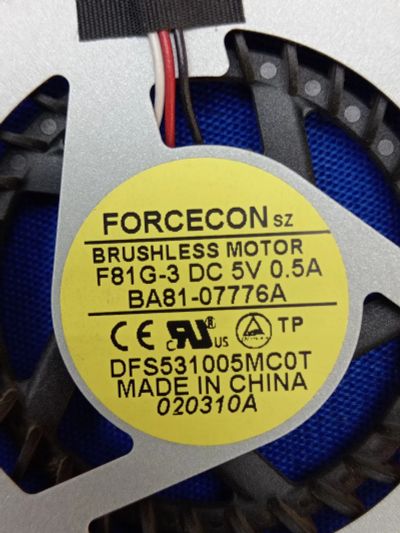 FORCECON SZ
BRUSHLESS MOTOR
F81G-3 DC 5V 0.5A
BA81-07776A
CE c RU US TP
DFS531005MC0T
MADE IN CHINA
020310A